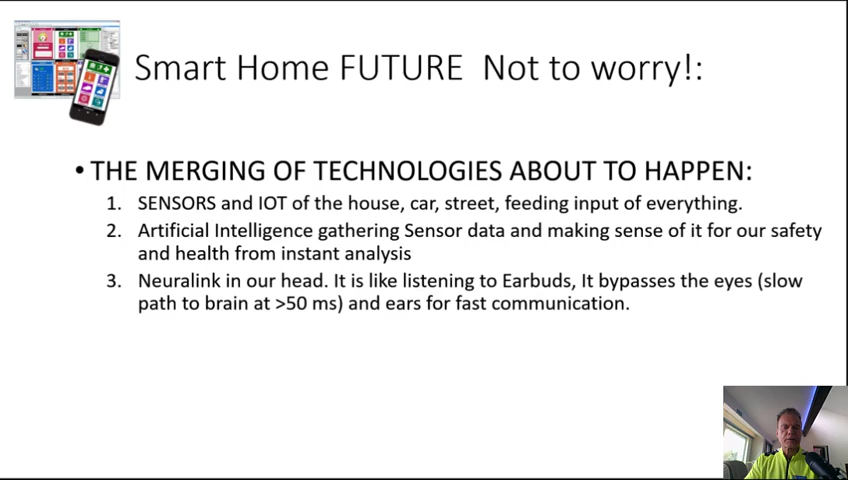 Smart Home FUTURE  Not to worry!:
• THE MERGING OF TECHNOLOGIES ABOUT TO HAPPEN:
1. SENSORS and IOT of the house, car, street, feeding input of everything.
2. Artificial Intelligence gathering Sensor data and making sense of it for our safety
and health from instant analysis
3. Neuralink in our head. It is like listening to Earbuds, It bypasses the eyes (slow
path to brain at >50 ms) and ears for fast communication.